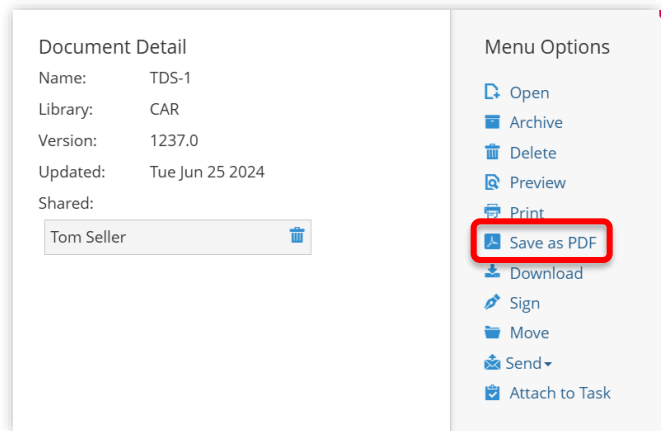 Document Detail
Name: TDS-1
Library: CAR
Version: 1237.0
Updated: Tue Jun 25 2024
Shared:
Tom Seller
Menu Options
Open
Archive
Delete
Preview
Print
Save as PDF
Download
Sign
Move
Send
Attach to Task